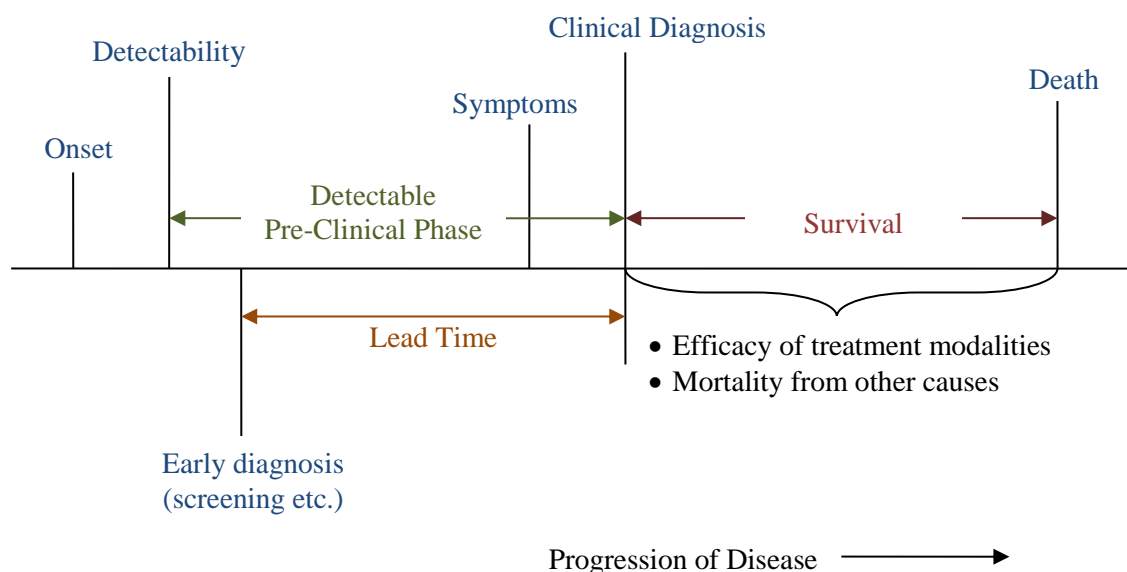 Clinical Diagnosis
Detectability
Death
Symptoms
Onset
Detectable
Pre-Clinical Phase
Survival
Lead Time
• Efficacy of treatment modalities
• Mortality from other causes
Early diagnosis
(screening etc.)
Progression of Disease